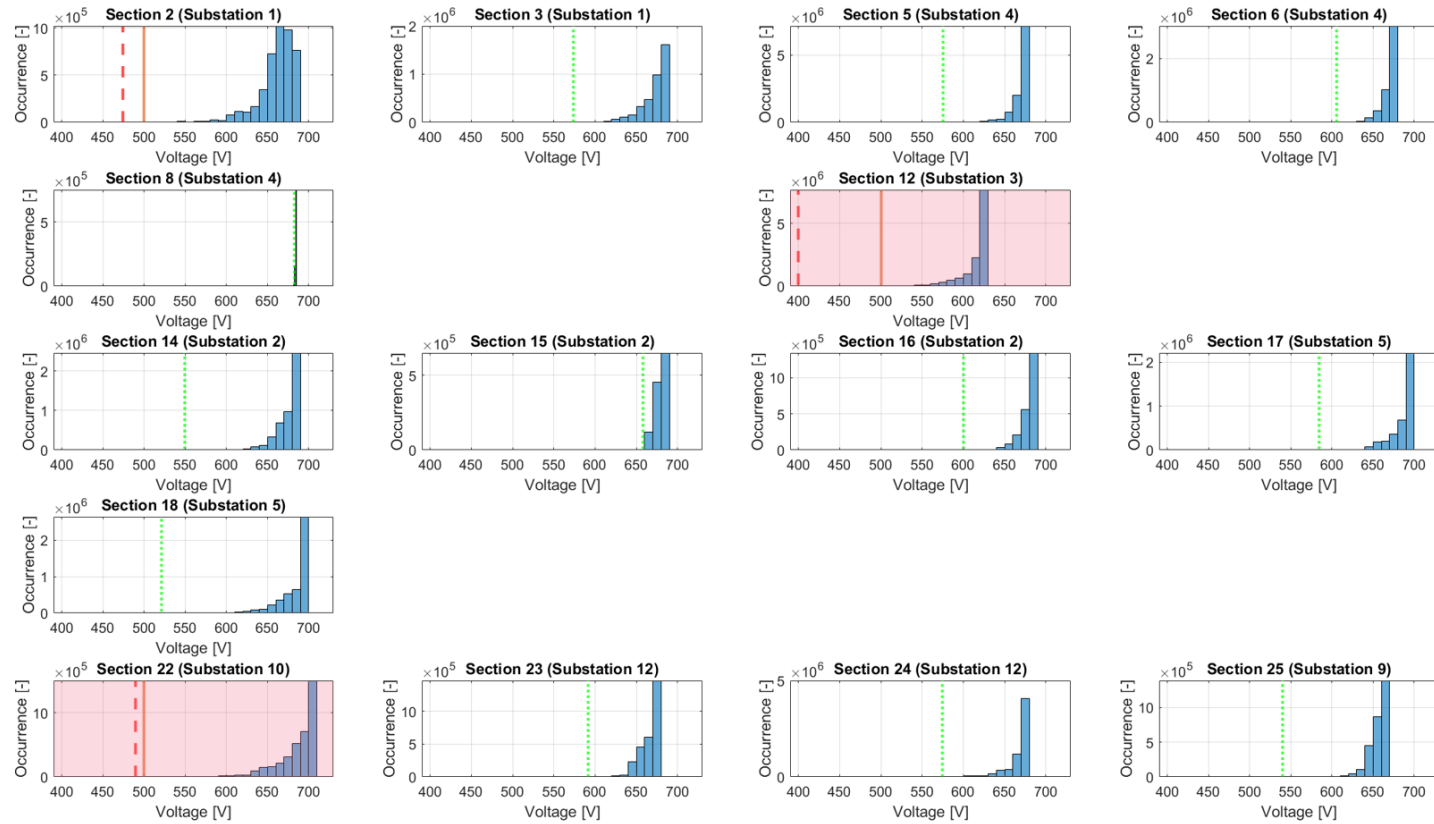 Section 2 (Substation 1)
×10^5
10
5
0
Occurrence [-]
400 450 500 550 600 650 700
Voltage [V]
Section 3 (Substation 1)
×10^6
2
1
0
Occurrence [-]
400 450 500 550 600 650 700
Voltage [V]
Section 5 (Substation 4)
×10^6
5
0
Occurrence [-]
400 450 500 550 600 650 700
Voltage [V]
Section 6 (Substation 4)
×10^6
2
0
Occurrence [-]
400 450 500 550 600 650 700
Voltage [V]
Section 8 (Substation 4)
×10^5
5
0
Occurrence [-]
400 450 500 550 600 650 700
Voltage [V]
Section 12 (Substation 3)
×10^6
5
0
Occurrence [-]
400 450 500 550 600 650 700
Voltage [V]
Section 14 (Substation 2)
×10^6
2
1
0
Occurrence [-]
400 450 500 550 600 650 700
Voltage [V]
Section 15 (Substation 2)
×10^5
5
0
Occurrence [-]
400 450 500 550 600 650 700
Voltage [V]
Section 16 (Substation 2)
×10^5
10
5
0
Occurrence [-]
400 450 500 550 600 650 700
Voltage [V]
Section 17 (Substation 5)
×10^6
2
1
0
Occurrence [-]
400 450 500 550 600 650 700
Voltage [V]
Section 18 (Substation 5)
×10^6
2
1
0
Occurrence [-]
400 450 500 550 600 650 700
Voltage [V]
Section 22 (Substation 10)
×10^5
10
5
0
Occurrence [-]
400 450 500 550 600 650 700
Voltage [V]
Section 23 (Substation 12)
×10^5
10
5
0
Occurrence [-]
400 450 500 550 600 650 700
Voltage [V]
Section 24 (Substation 12)
×10^6
5
0
Occurrence [-]
400 450 500 550 600 650 700
Voltage [V]
Section 25 (Substation 9)
×10^5
10
5
0
Occurrence [-]
400 450 500 550 600 650 700
Voltage [V]